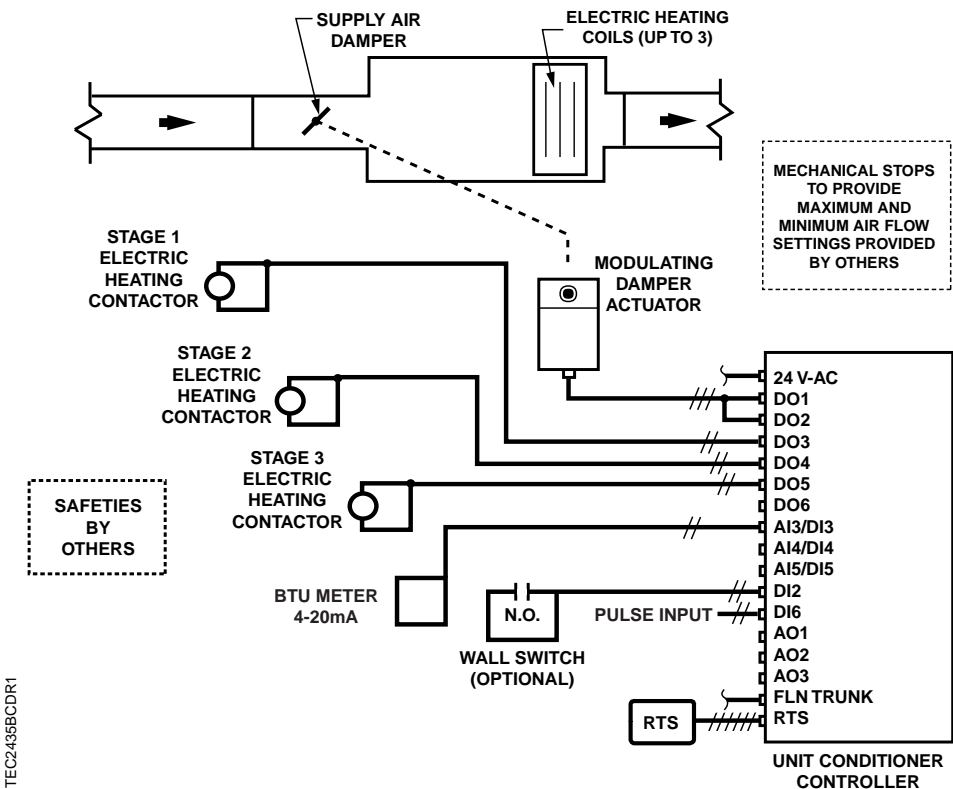 SUPPLY AIR
DAMPER
ELECTRIC HEATING
COILS (UP TO 3)
MECHANICAL STOPS
TO PROVIDE
MAXIMUM AND
MINIMUM AIR FLOW
SETTINGS PROVIDED
BY OTHERS
STAGE 1
ELECTRIC
HEATING
CONTACTOR
MODULATING
DAMPER
ACTUATOR
STAGE 2
ELECTRIC
HEATING
CONTACTOR
STAGE 3
ELECTRIC
HEATING
CONTACTOR
SAFETIES
BY
OTHERS
BTU METER
4-20mA
N.O.
WALL SWITCH
(OPTIONAL)
PULSE INPUT
RTS
24 V-AC
DO1
DO2
DO3
DO4
DO5
DO6
AI3/DI3
AI4/DI4
AI5/DI5
DI2
DI6
AO1
AO2
AO3
FLN TRUNK
RTS
UNIT CONDITIONER
CONTROLLER
TEC2435BCDR1